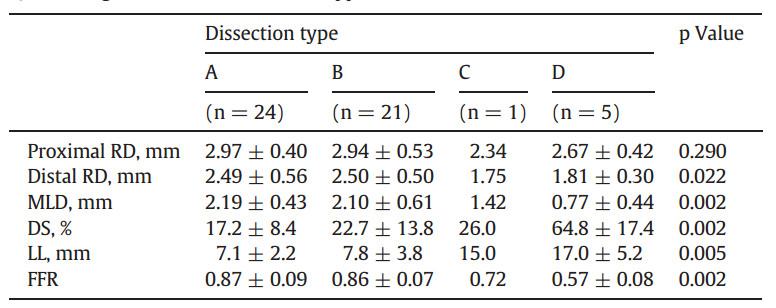 Dissection type p Value
A B C D
(n = 24) (n = 21) (n = 1) (n = 5)
Proximal RD, mm 2.97 ± 0.40 2.94 ± 0.53 2.34 2.67 ± 0.42 0.290
Distal RD, mm 2.49 ± 0.56 2.50 ± 0.50 1.75 1.81 ± 0.30 0.022
MLD, mm 2.19 ± 0.43 2.10 ± 0.61 1.42 0.77 ± 0.44 0.002
DS, % 17.2 ± 8.4 22.7 ± 13.8 26.0 64.8 ± 17.4 0.002
LL, mm 7.1 ± 2.2 7.8 ± 3.8 15.0 17.0 ± 5.2 0.005
FFR 0.87 ± 0.09 0.86 ± 0.07 0.72 0.57 ± 0.08 0.002